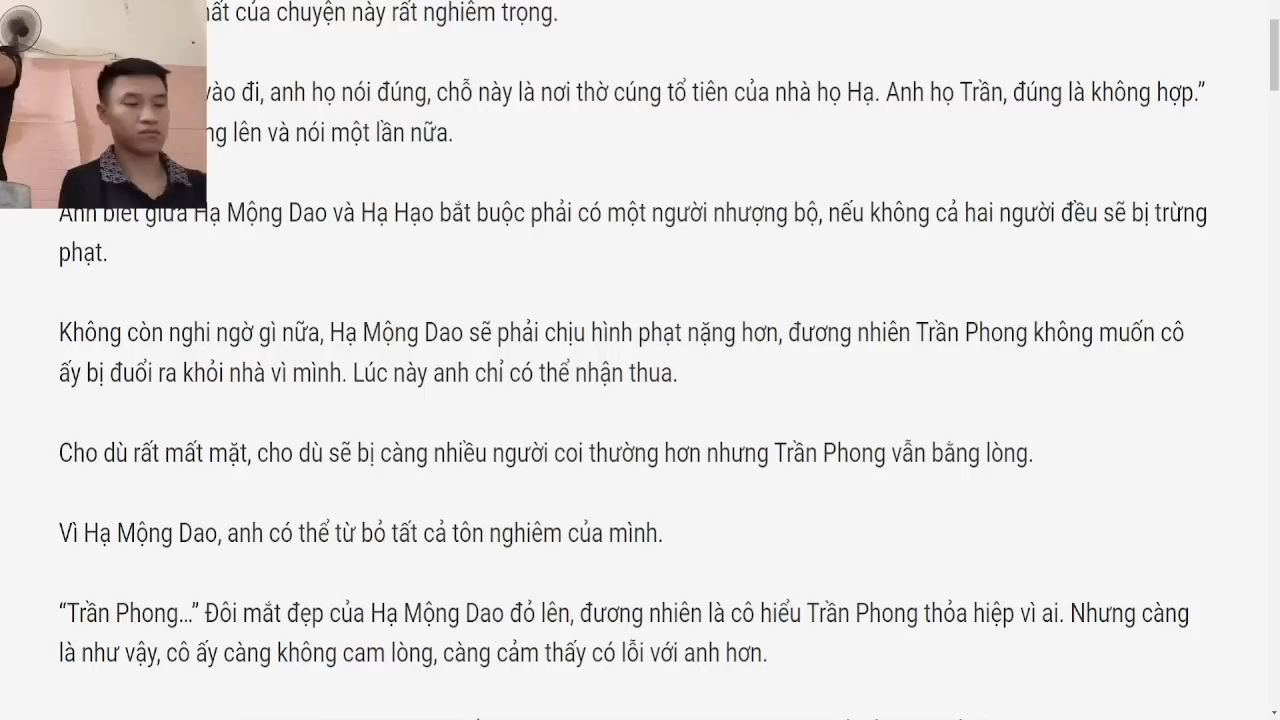 ất của chuyện này rất nghiêm trọng.
vào đi, anh họ nói đúng, chỗ này là nơi thờ cúng tổ tiên của nhà họ Hạ. Anh họ Trần, đúng là không hợp.”
ng lên và nói một lần nữa.
Anh biết giữa Hạ Mộng Dao và Hạ Hạo bắt buộc phải có một người nhượng bộ, nếu không cả hai người đều sẽ bị trừng
phạt.
Không còn nghi ngờ gì nữa, Hạ Mộng Dao sẽ phải chịu hình phạt nặng hơn, đương nhiên Trần Phong không muốn cô
ấy bị đuổi ra khỏi nhà vì mình. Lúc này anh chỉ có thể nhận thua.
Cho dù rất mất mặt, cho dù sẽ bị càng nhiều người coi thường hơn nhưng Trần Phong vẫn bằng lòng.
Vì Hạ Mộng Dao, anh có thể từ bỏ tất cả tôn nghiêm của mình.
“Trần Phong…” Đôi mắt đẹp của Hạ Mộng Dao đỏ lên, đương nhiên là cô hiểu Trần Phong thỏa hiệp vì ai. Nhưng càng
là như vậy, cô ấy càng không cam lòng, càng cảm thấy có lỗi với anh hơn.